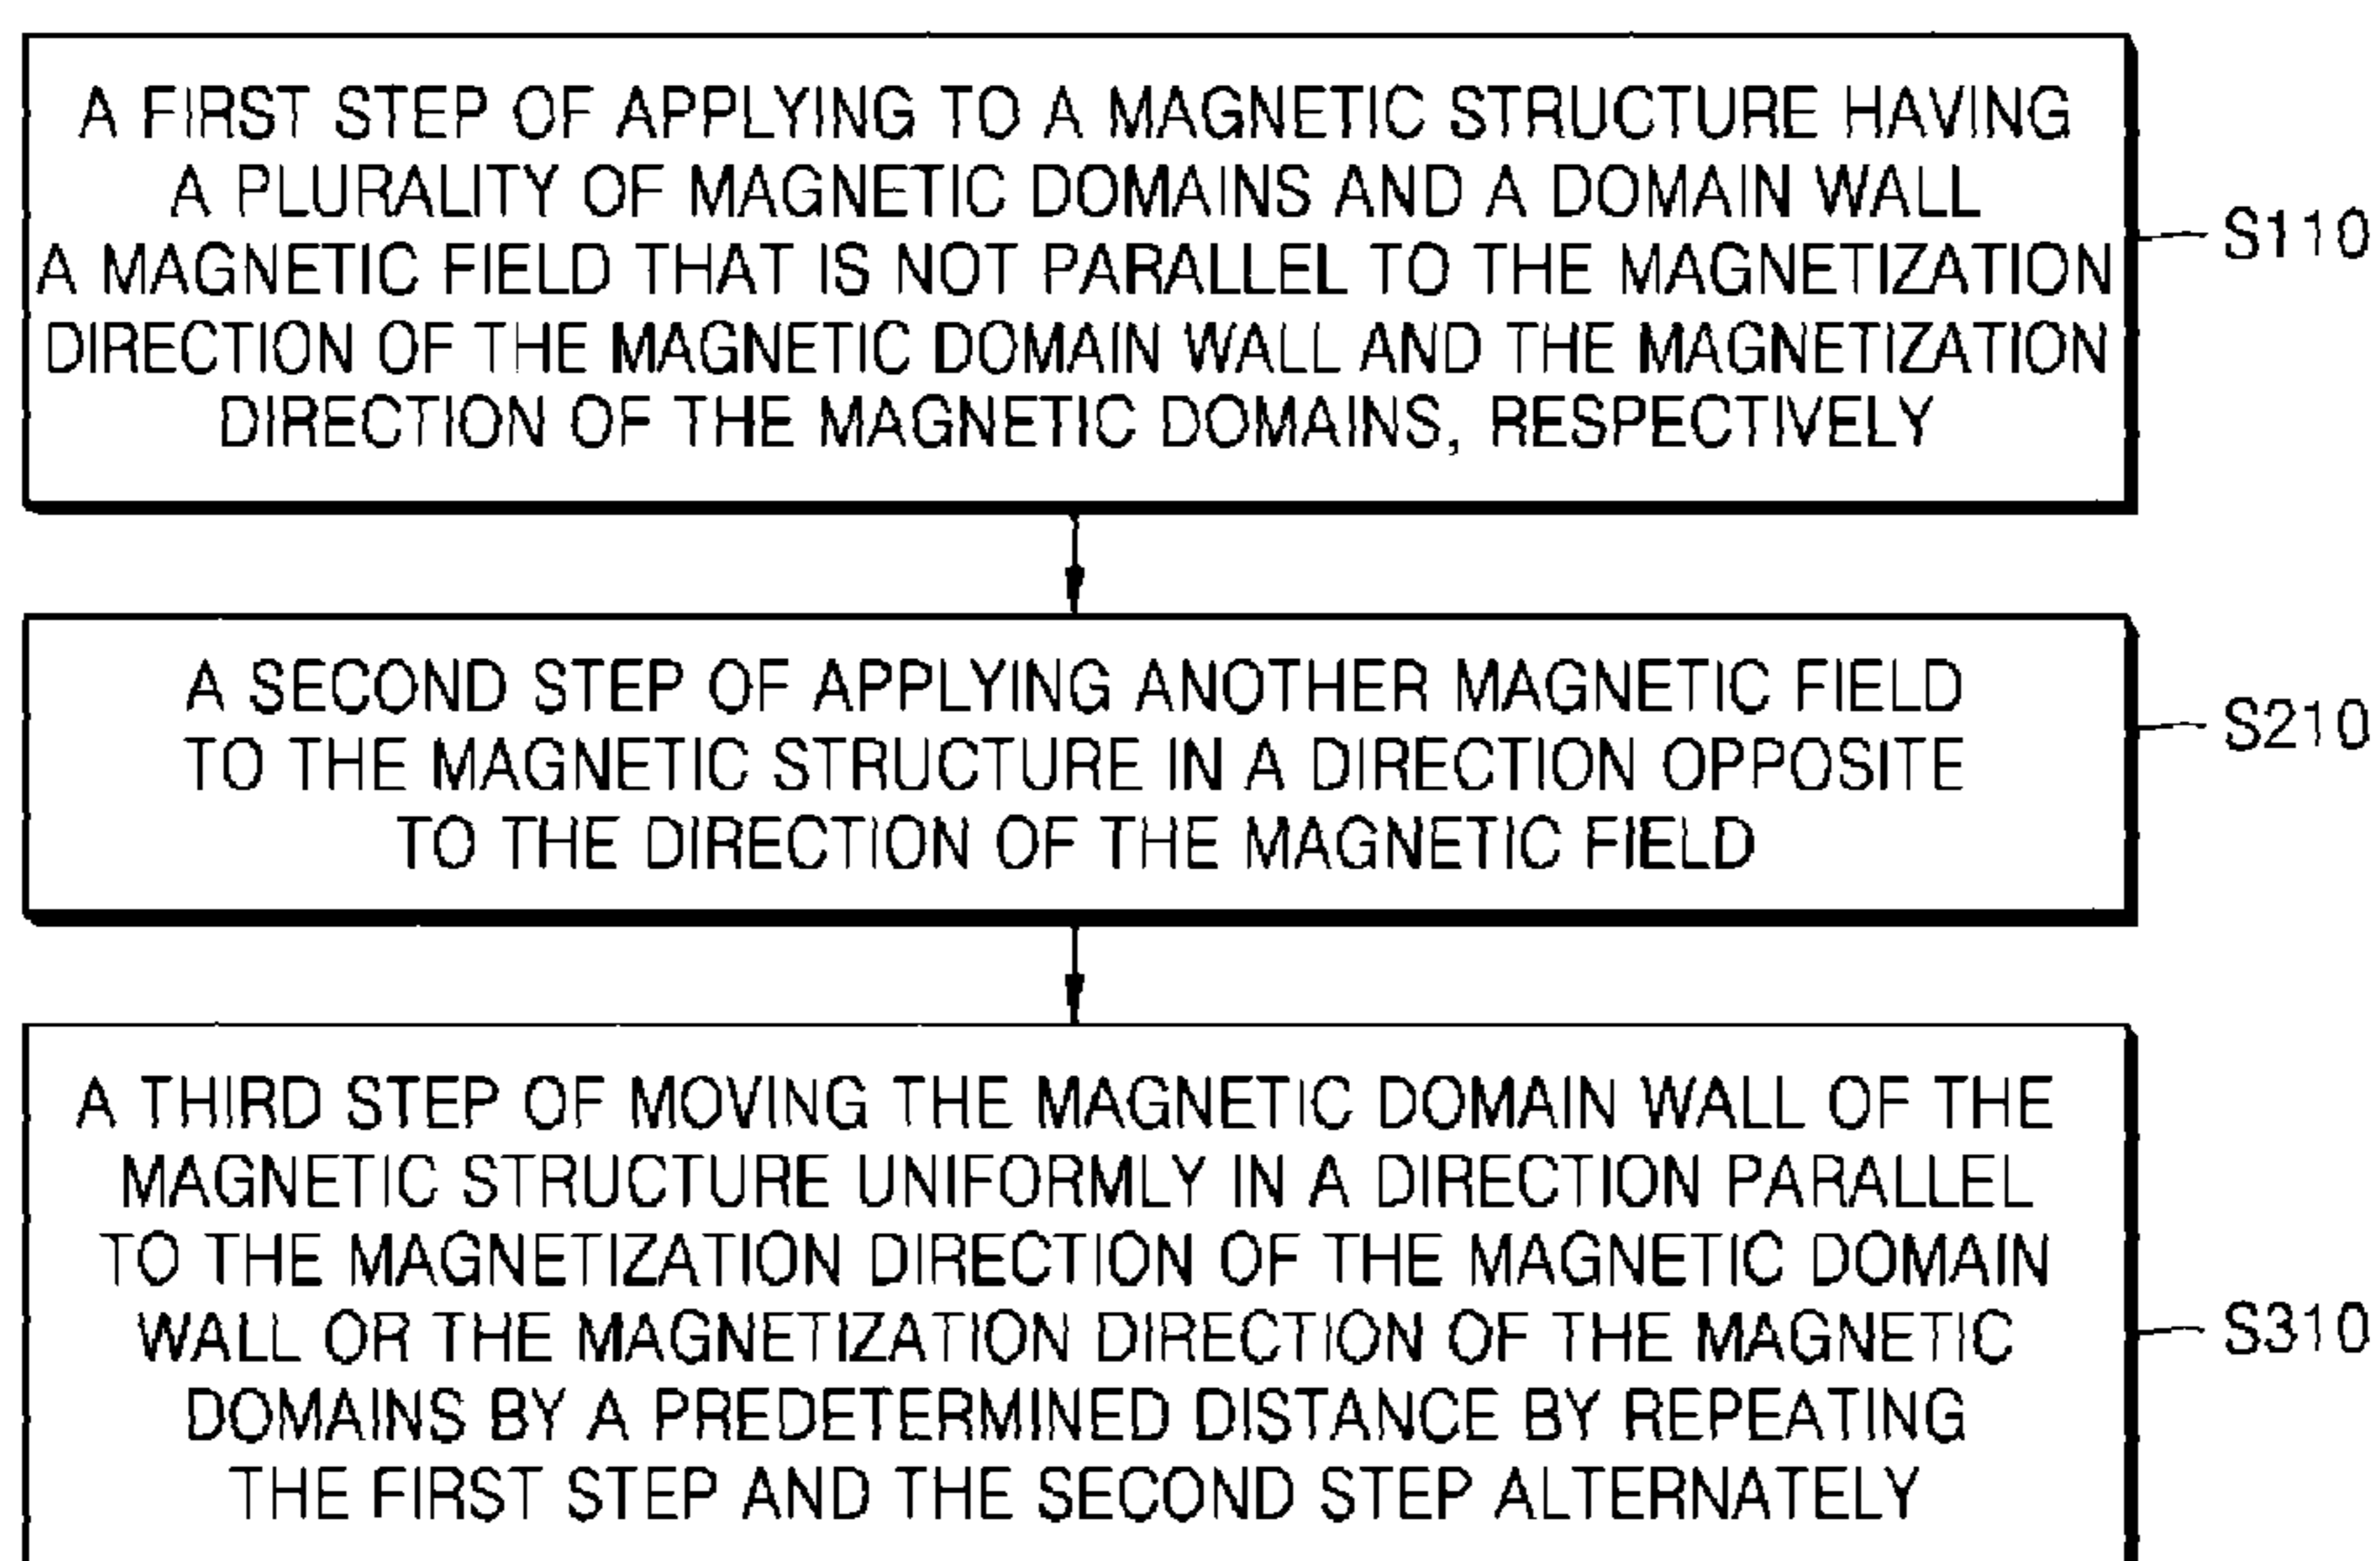 A FIRST STEP OF APPLYING TO A MAGNETIC STRUCTURE HAVING
A PLURALITY OF MAGNETIC DOMAINS AND A DOMAIN WALL
A MAGNETIC FIELD THAT IS NOT PARALLEL TO THE MAGNETIZATION
DIRECTION OF THE MAGNETIC DOMAIN WALL AND THE MAGNETIZATION
DIRECTION OF THE MAGNETIC DOMAINS, RESPECTIVELY
S110
A SECOND STEP OF APPLYING ANOTHER MAGNETIC FIELD
TO THE MAGNETIC STRUCTURE IN A DIRECTION OPPOSITE
TO THE DIRECTION OF THE MAGNETIC FIELD
S210
A THIRD STEP OF MOVING THE MAGNETIC DOMAIN WALL OF THE
MAGNETIC STRUCTURE UNIFORMLY IN A DIRECTION PARALLEL
TO THE MAGNETIZATION DIRECTION OF THE MAGNETIC DOMAIN
WALL OR THE MAGNETIZATION DIRECTION OF THE MAGNETIC
DOMAINS BY A PREDETERMINED DISTANCE BY REPEATING
THE FIRST STEP AND THE SECOND STEP ALTERNATELY
S310